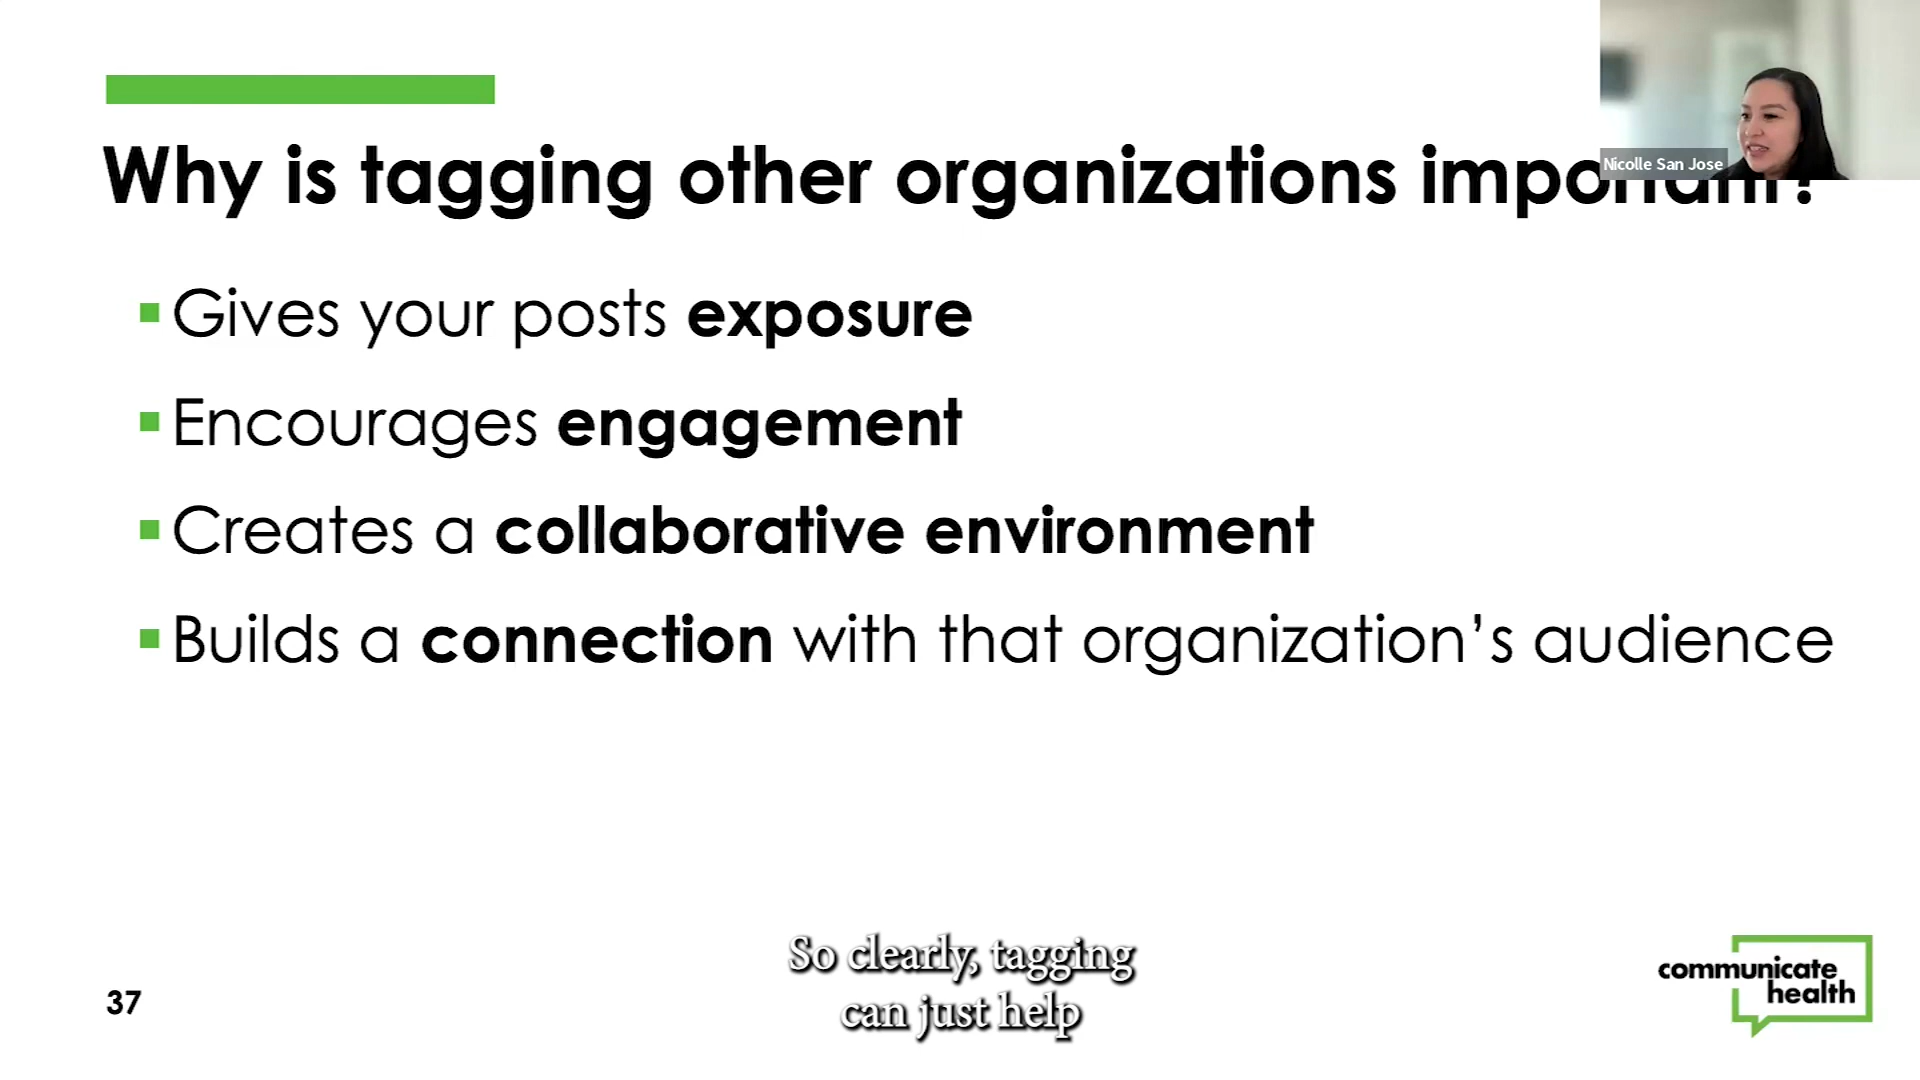 Why is tagging other organizations important?
Nicolle San Jose
Gives your posts exposure
Encourages engagement
Creates a collaborative environment
Builds a connection with that organization’s audience
So clearly, tagging
can just help
37
communicate
health